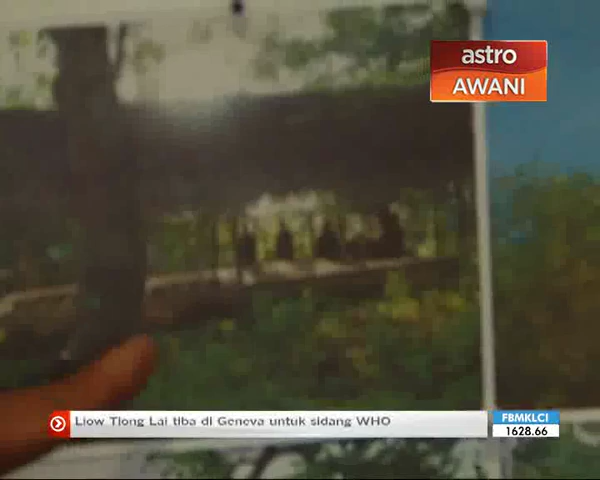 astro
AWANI
Liow Tiong Lai tiba di Geneva untuk sidang WHO
FBMKLCI
1628.66